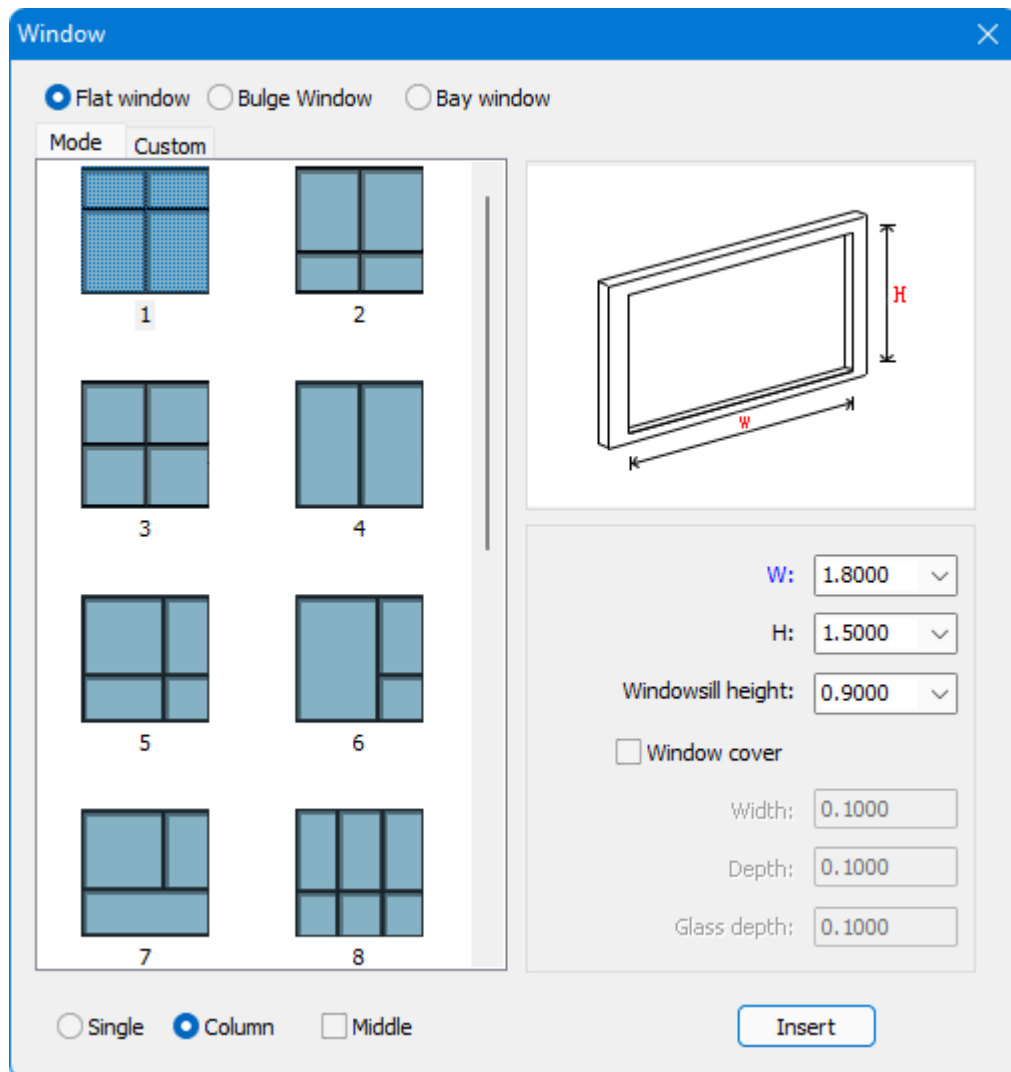 Window
Flat window Bulge Window Bay window
Mode Custom
1 2
3 4
5 6
7 8
H
W
W: 1.8000
H: 1.5000
Windowsill height: 0.9000
Window cover
Width: 0.1000
Depth: 0.1000
Glass depth: 0.1000
Single Column Middle Insert